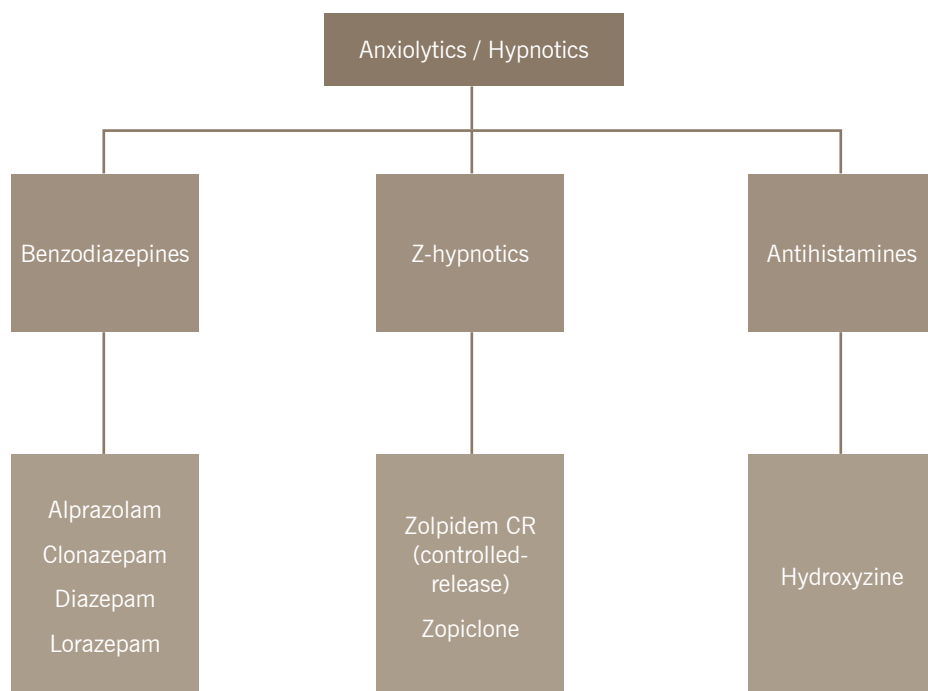 Anxiolytics / Hypnotics
Benzodiazepines
Z-hypnotics
Antihistamines
Alprazolam
Clonazepam
Diazepam
Lorazepam
Zolpidem CR
(controlled-
release)
Zopiclone
Hydroxyzine